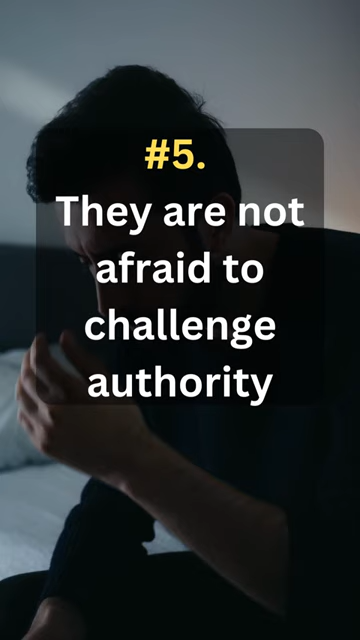 #5.
They are not
afraid to
challenge
authority